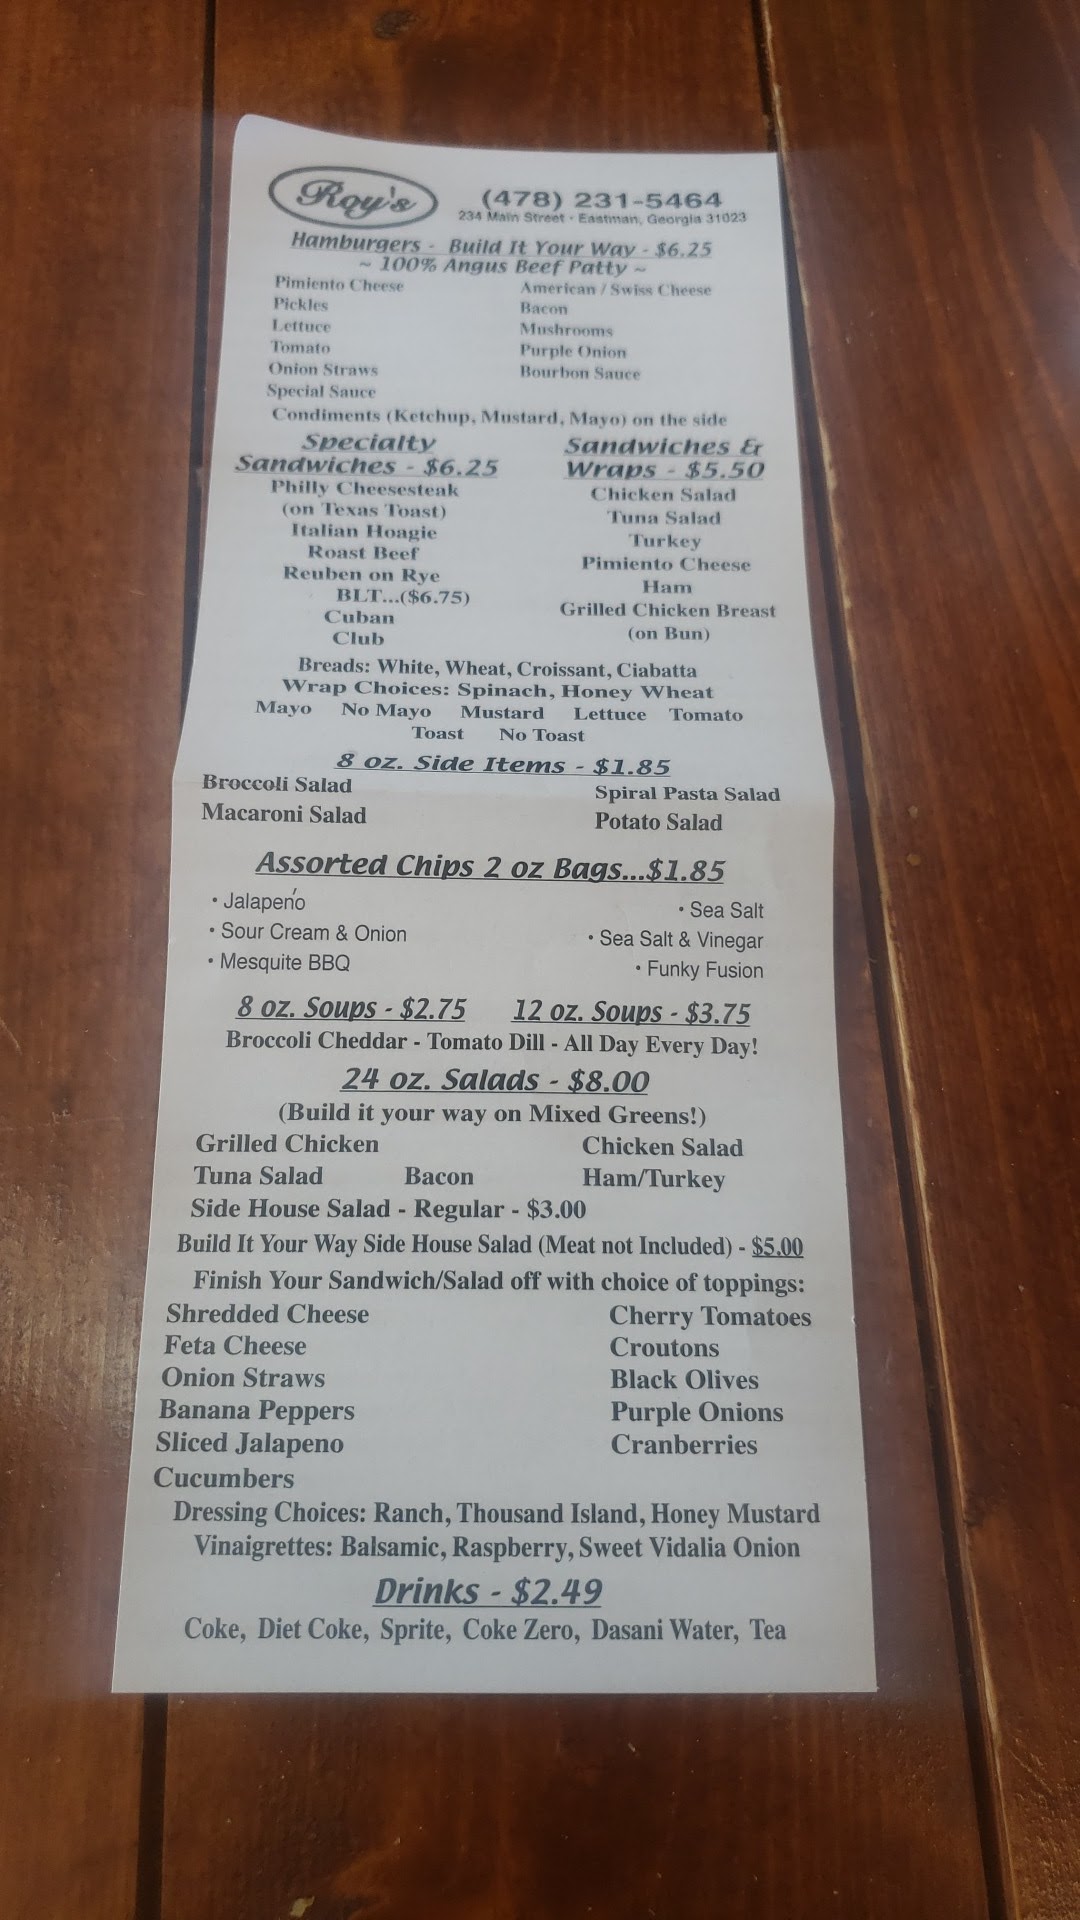 Roy's
(478) 231-5464
234 Main Street · Eastman, Georgia 31023
Hamburgers - Build It Your Way - $6.25
~ 100% Angus Beef Patty ~
Pimiento Cheese American / Swiss Cheese
Pickles Bacon
Lettuce Mushrooms
Tomato Purple Onion
Onion Straws Bourbon Sauce
Special Sauce
Condiments (Ketchup, Mustard, Mayo) on the side
Specialty
Sandwiches - $6.25
Philly Cheesesteak
(on Texas Toast)
Italian Hoagie
Roast Beef
Reuben on Rye
BLT...($6.75)
Cuban
Club
Sandwiches &
Wraps - $5.50
Chicken Salad
Tuna Salad
Turkey
Pimiento Cheese
Ham
Grilled Chicken Breast
(on Bun)
Breads: White, Wheat, Croissant, Ciabatta
Wrap Choices: Spinach, Honey Wheat
Mayo No Mayo Mustard Lettuce Tomato
Toast No Toast
8 oz. Side Items - $1.85
Broccoli Salad Spiral Pasta Salad
Macaroni Salad Potato Salad
Assorted Chips 2 oz Bags...$1.85
• Jalapeńo • Sea Salt
• Sour Cream & Onion • Sea Salt & Vinegar
• Mesquite BBQ • Funky Fusion
8 oz. Soups - $2.75 12 oz. Soups - $3.75
Broccoli Cheddar - Tomato Dill - All Day Every Day!
24 oz. Salads - $8.00
(Build it your way on Mixed Greens!)
Grilled Chicken Chicken Salad
Tuna Salad Bacon Ham/Turkey
Side House Salad - Regular - $3.00
Build It Your Way Side House Salad (Meat not Included) - $5.00
Finish Your Sandwich/Salad off with choice of toppings:
Shredded Cheese Cherry Tomatoes
Feta Cheese Croutons
Onion Straws Black Olives
Banana Peppers Purple Onions
Sliced Jalapeno Cranberries
Cucumbers
Dressing Choices: Ranch, Thousand Island, Honey Mustard
Vinaigrettes: Balsamic, Raspberry, Sweet Vidalia Onion
Drinks - $2.49
Coke, Diet Coke, Sprite, Coke Zero, Dasani Water, Tea